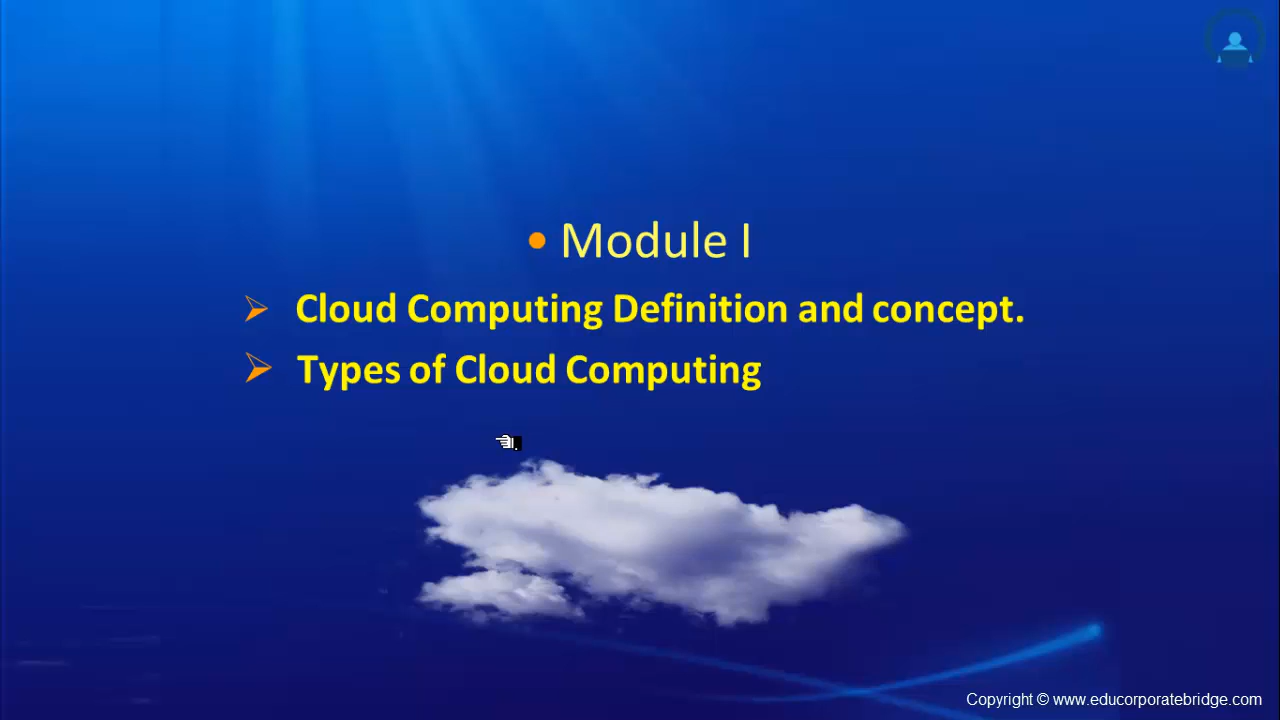 • Module I
➢ Cloud Computing Definition and concept.
➢ Types of Cloud Computing
Copyright © www.educorporatebridge.com